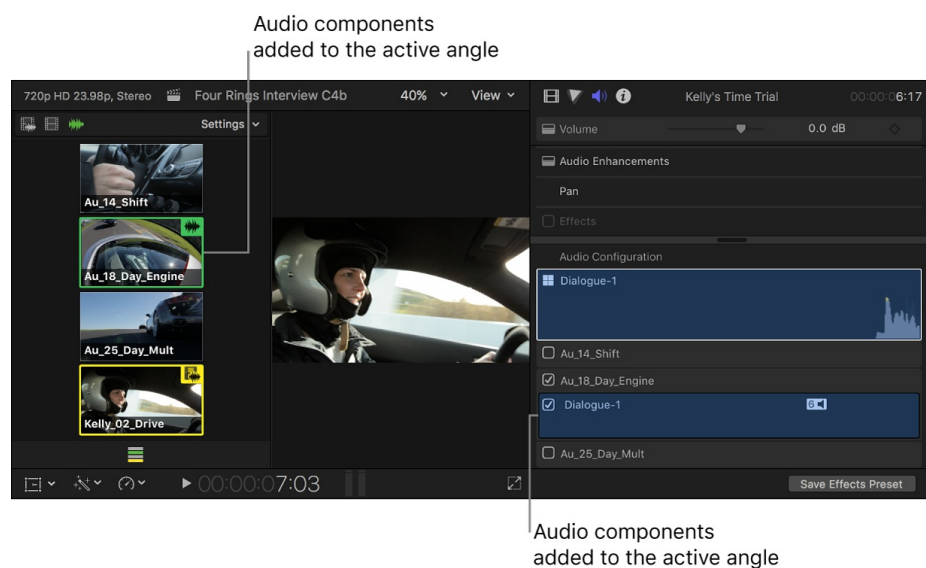 Audio components
added to the active angle
720p HD 23.98p, Stereo Four Rings Interview C4b 40% View Kelly's Time Trial 00:00:06:17
Settings
Volume 0.0 dB
Audio Enhancements
Pan
Effects
Au_14_Shift
Au_18_Day_Engine
Au_25_Day_Mult
Kelly_02_Drive
Audio Configuration
Dialogue-1
Au_14_Shift
Au_18_Day_Engine
Dialogue-1 6
Au_25_Day_Mult
00:00:07:03 Save Effects Preset
Audio components
added to the active angle